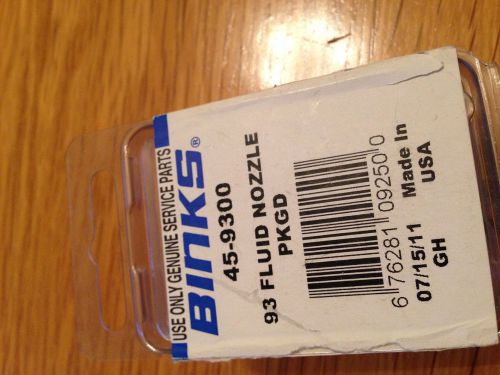 USE ONLY GENUINE SERVICE PARTS
BINKS®
45-9300
93 FLUID NOZZLE
PKGD
6 76281 09250 0
07/15/11 Made In
GH USA